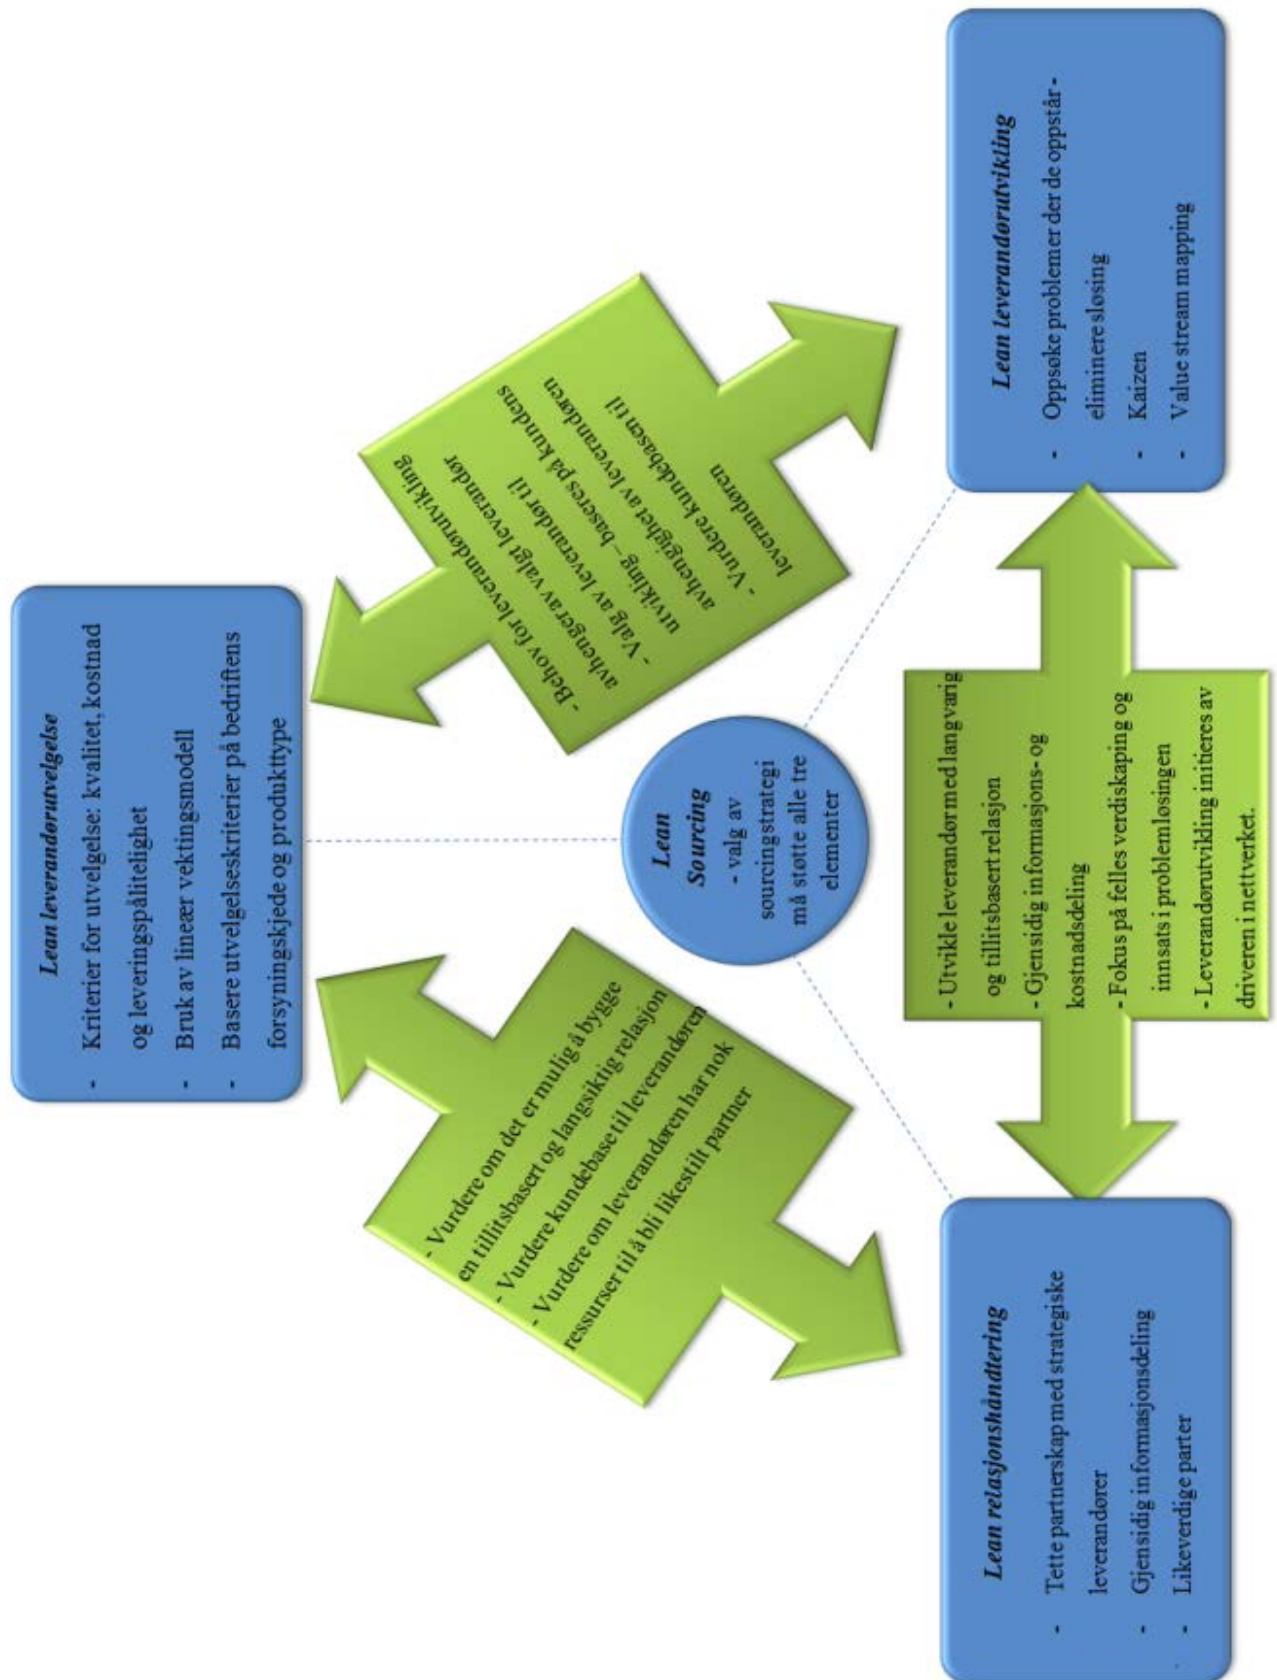 Lean leverandørutvelgelse
- Kriterier for utvelgelse: kvalitet, kostnad
og leveringspålitelighet
- Bruk av lineær vektingsmodell
- Basere utvelgelseskriterier på bedriftens
forsyningskjede og produkttype
- Vurdere om det er mulig å bygge
en tillitsbasert og langsiktig relasjon
- Vurdere kundebase til leverandøren
- Vurdere om leverandøren har nok
ressurser til å bli likestilt partner
- Behov for leverandørutvikling
avhenger av valgt leverandør
- Valg av leverandør til
utvikling – baseres på kundens
avhengighet av leverandøren
- Vurdere kundebasen til
leverandøren
Lean
Sourcing
- valg av
sourcingstrategi
må støtte alle tre
elementer
Lean relasjonshåndtering
- Tette partnerskap med strategiske
leverandører
- Gjensidig informasjonsdeling
- Likeverdige parter
- Utvikle leverandør med langvarig
og tillitsbasert relasjon
- Gjensidig informasjons- og
kostnadsdeling
- Fokus på felles verdiskaping og
innsats i problemløsingen
- Leverandørutvikling initieres av
driveren i nettverket.
Lean leverandørutvikling
- Oppsøke problemer der de oppstår -
eliminere sløsing
- Kaizen
- Value stream mapping